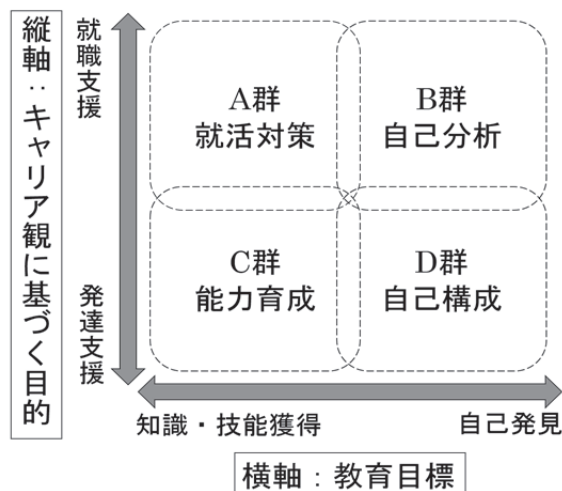 縦軸：キャリア観に基づく目的
就職支援
発達支援
A群
就活対策
B群
自己分析
C群
能力育成
D群
自己構成
知識・技能獲得
自己発見
横軸：教育目標